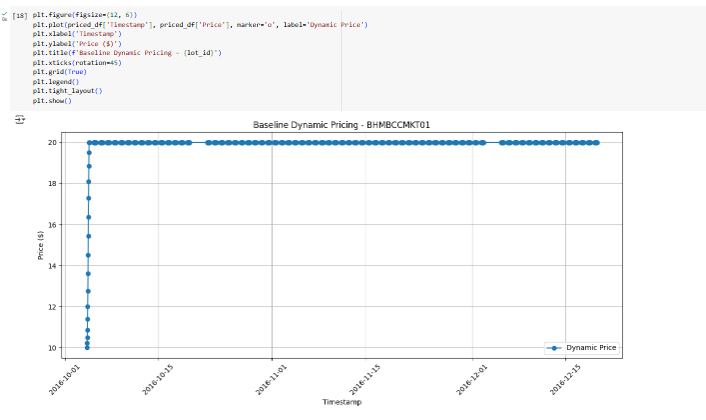 [18] plt.figure(figsize=(12, 6))
plt.plot(priced_df['Timestamp'], priced_df['Price'], marker='o', label='Dynamic Price')
plt.xlabel('Timestamp')
plt.ylabel('Price ($)')
plt.title(f'Baseline Dynamic Pricing - {lot_id}')
plt.xticks(rotation=45)
plt.grid(True)
plt.legend()
plt.tight_layout()
plt.show()
Baseline Dynamic Pricing - BHMBCCMKT01
20
18
16
14
12
10
Price ($)
Dynamic Price
2016-10-01
2016-10-15
2016-11-01
2016-11-15
2016-12-01
2016-12-15
Timestamp